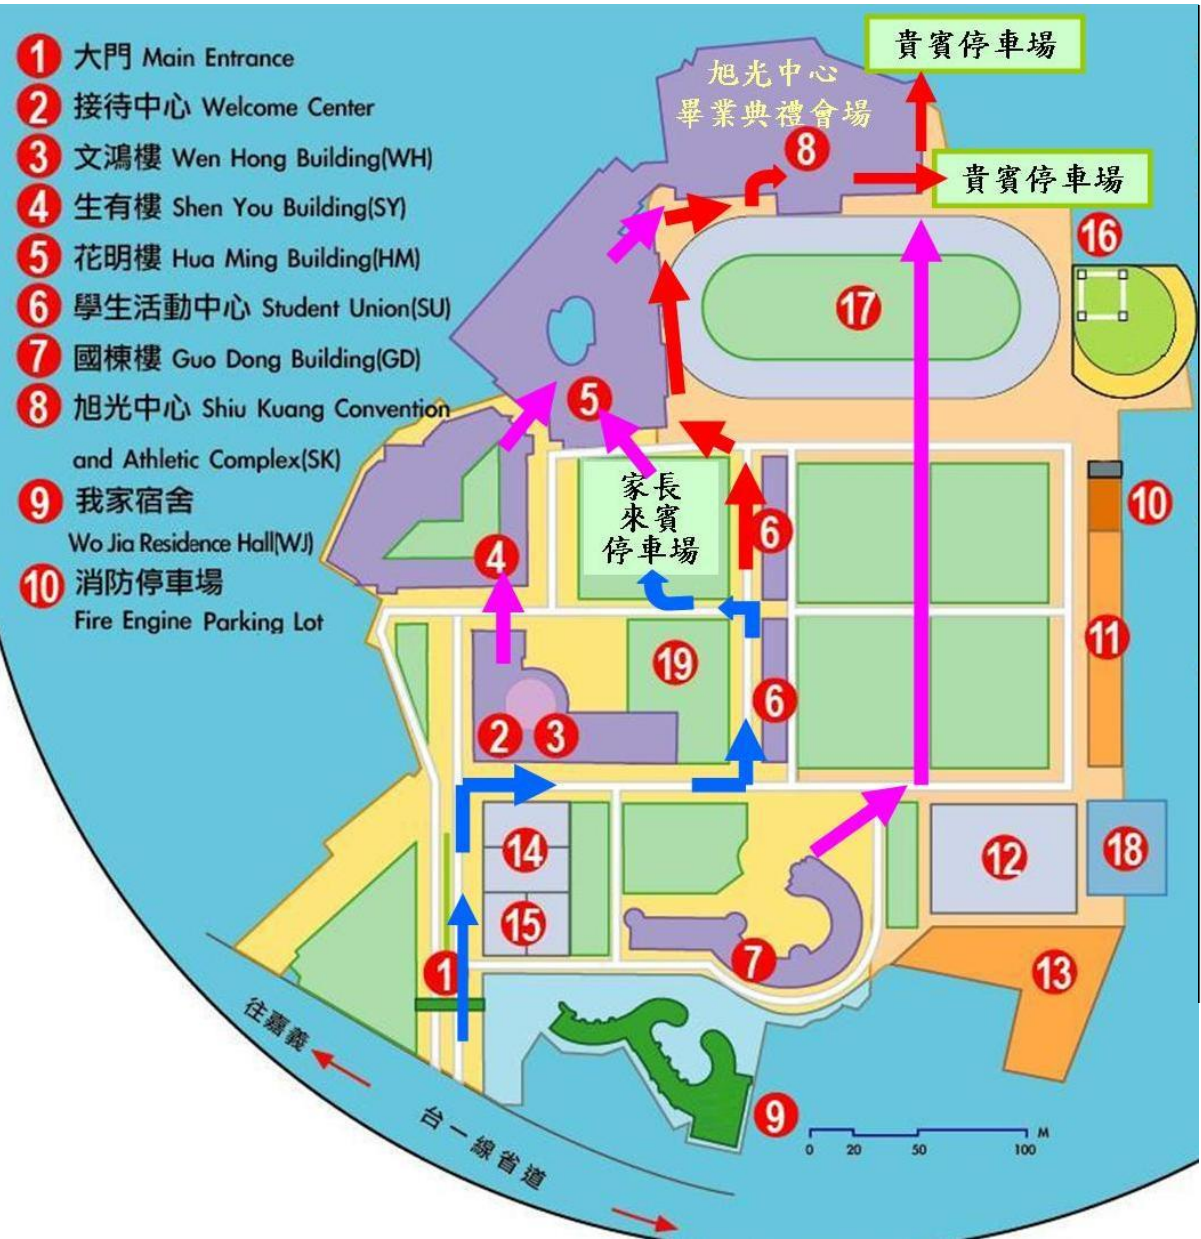 1 大門 Main Entrance
2 接待中心 Welcome Center
3 文鴻樓 Wen Hong Building(WH)
4 生有樓 Shen You Building(SY)
5 花明樓 Hua Ming Building(HM)
6 學生活動中心 Student Union(SU)
7 國棟樓 Guo Dong Building(GD)
8 旭光中心 Shiu Kuang Convention
and Athletic Complex(SK)
9 我家宿舍
Wo Jia Residence Hall(WJ)
10 消防停車場
Fire Engine Parking Lot
貴賓停車場
旭光中心
畢業典禮會場
8
貴賓停車場
16
17
5
家長
來賓
停車場
4
6
10
11
19
2
3
6
14
15
12
18
7
13
1
9
往嘉義
台一線省道
0 20 50 100 M